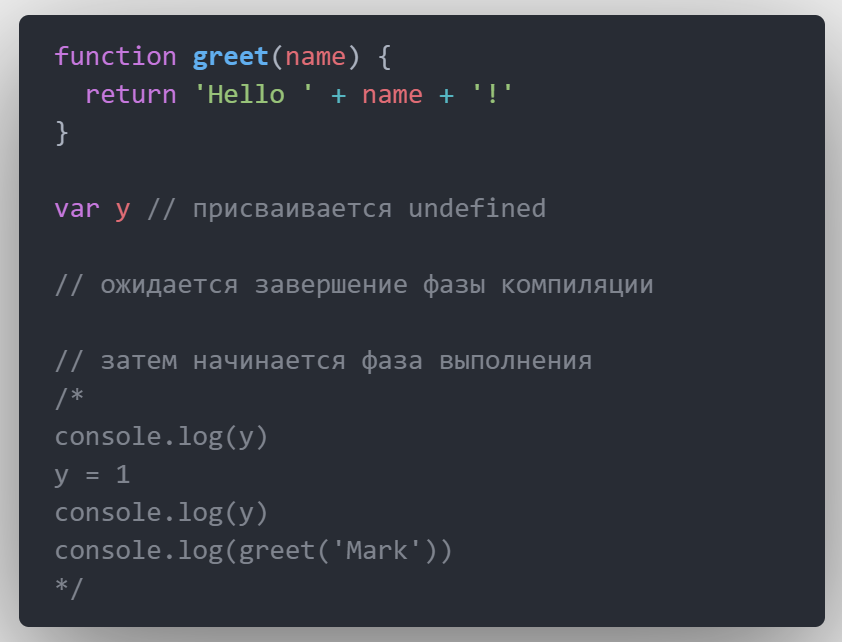 function greet(name) {
  return 'Hello ' + name + '!'
}
var y // присваивается undefined
// ожидается завершение фазы компиляции
// затем начинается фаза выполнения
/*
console.log(y)
y = 1
console.log(y)
console.log(greet('Mark'))
*/